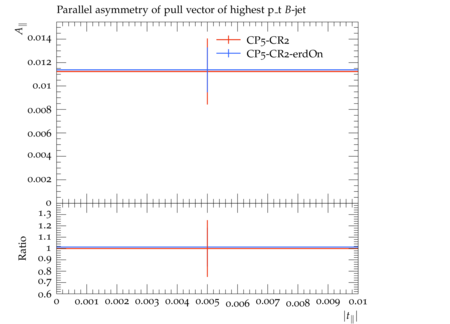 Parallel asymmetry of pull vector of highest p_t B-jet
A∥
0.014
0.012
0.01
0.008
0.006
0.004
0.002
0
CP5-CR2
CP5-CR2-erdOn
Ratio
1.3
1.2
1.1
1
0.9
0.8
0.7
0.6
0 0.001 0.002 0.003 0.004 0.005 0.006 0.007 0.008 0.009 0.01
|t∥|